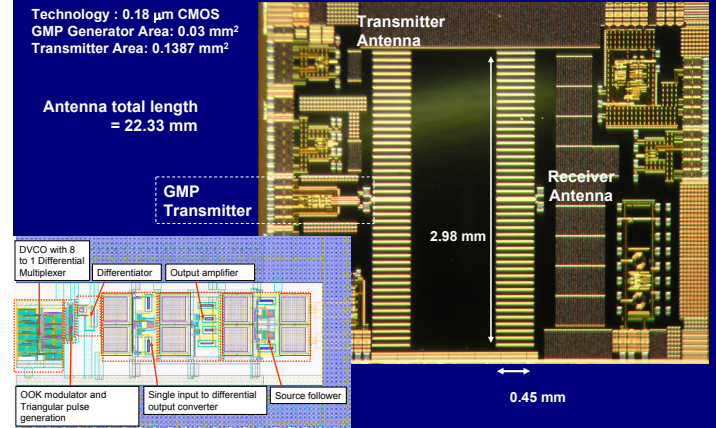 Technology : 0.18 μm CMOS
GMP Generator Area: 0.03 mm²
Transmitter Area: 0.1387 mm²
Antenna total length
= 22.33 mm
Transmitter
Antenna
GMP
Transmitter
Receiver
Antenna
2.98 mm
0.45 mm
DVCO with 8
to 1 Differential
Multiplexer
Differentiator
Output amplifier
OOK modulator and
Triangular pulse
generation
Single input to differential
output converter
Source follower